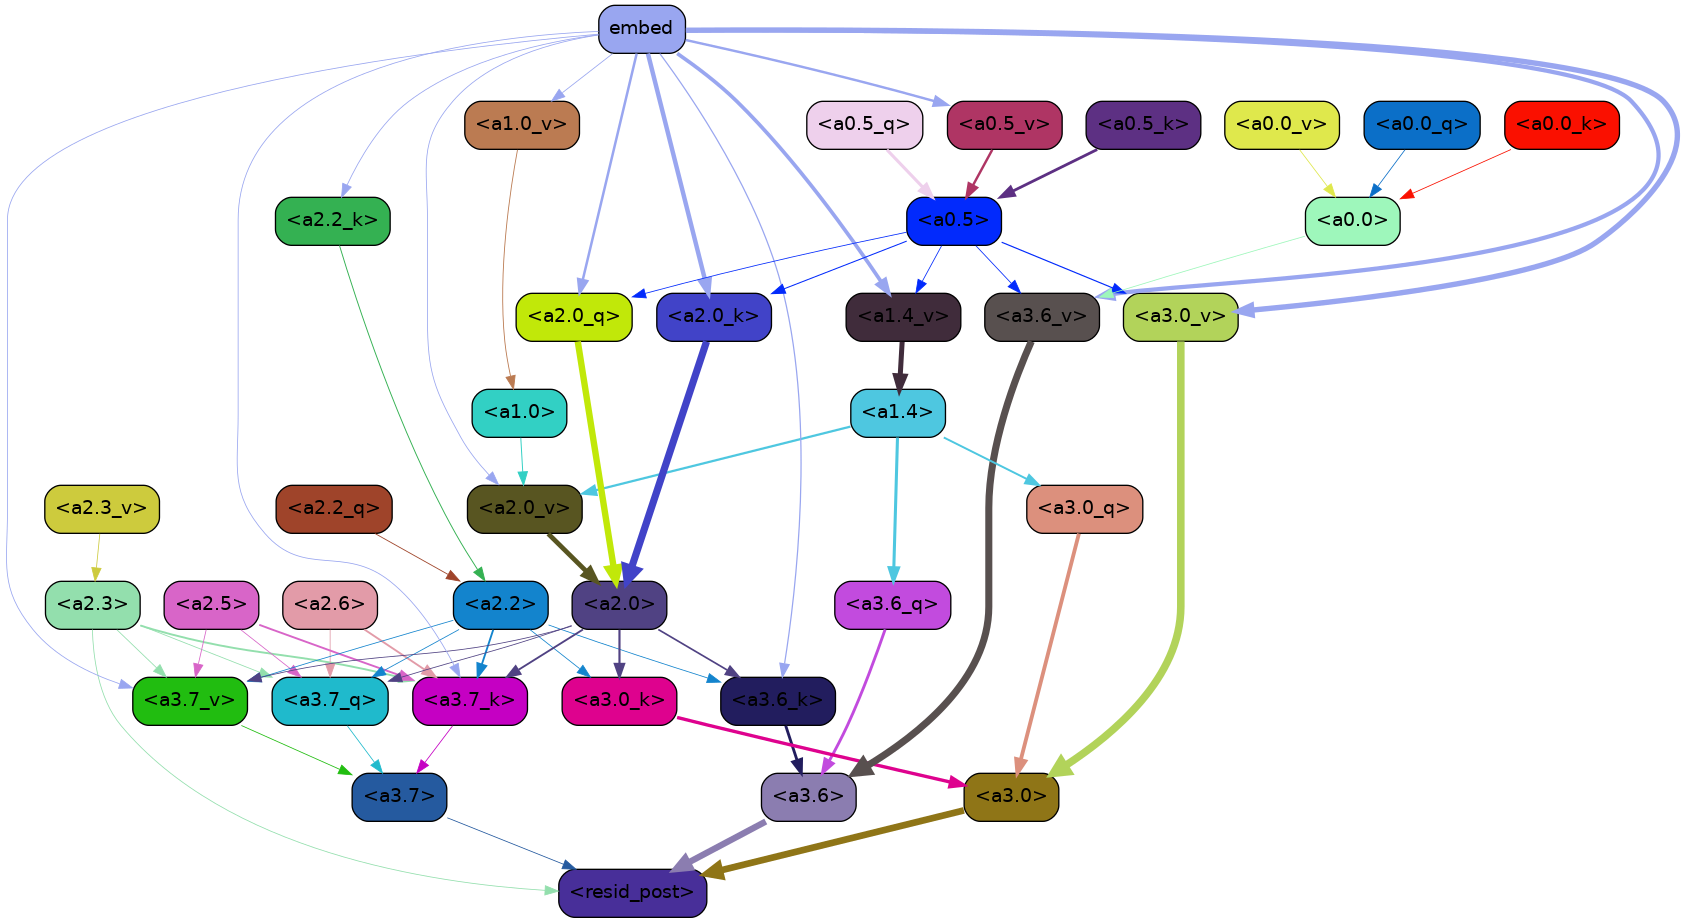 embed
<a1.0_v>
<a0.5_q>
<a0.5_v>
<a0.5_k>
<a0.0_v>
<a0.0_q>
<a0.0_k>
<a2.2_k>
<a0.5>
<a0.0>
<a2.0_q>
<a2.0_k>
<a1.4_v>
<a3.6_v>
<a3.0_v>
<a1.0>
<a1.4>
<a2.3_v>
<a2.2_q>
<a2.0_v>
<a3.0_q>
<a2.3>
<a2.5>
<a2.6>
<a2.2>
<a2.0>
<a3.6_q>
<a3.7_v>
<a3.7_q>
<a3.7_k>
<a3.0_k>
<a3.6_k>
<a3.7>
<a3.6>
<a3.0>
<resid_post>